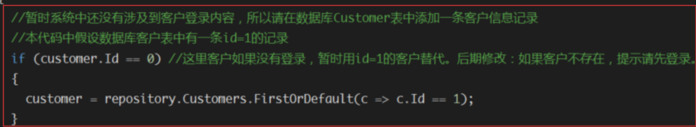 //暂时系统中还没有涉及到客户登录内容，所以请在数据库Customer表中添加一条客户信息记录
//本代码中假设数据库客户表中有一条id=1的记录
if (customer.Id == 0) //这里客户如果没有登录，暂时用id=1的客户替代。后期修改：如果客户不存在，提示请先登录。
{
customer = repository.Customers.FirstOrDefault(c => c.Id == 1);
}